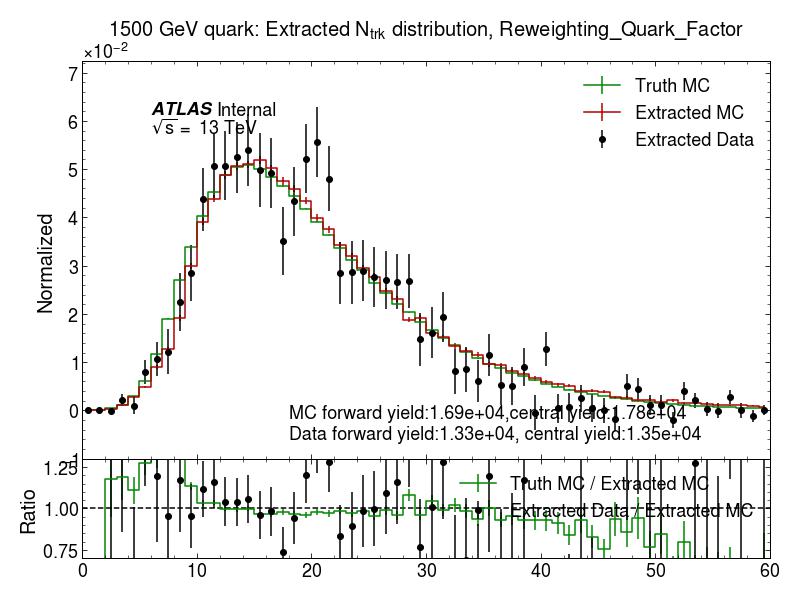 1500 GeV quark: Extracted Ntrk distribution, Reweighting_Quark_Factor
×10−2
7
6
5
4
3
2
1
0
−1
Normalized
ATLAS Internal
√s = 13 TeV
Truth MC
Extracted MC
Extracted Data
MC forward yield:1.69e+04,central yield:1.78e+04
Data forward yield:1.33e+04, central yield:1.35e+04
1.25
1.00
0.75
Ratio
Truth MC / Extracted MC
Extracted Data / Extracted MC
0 10 20 30 40 50 60